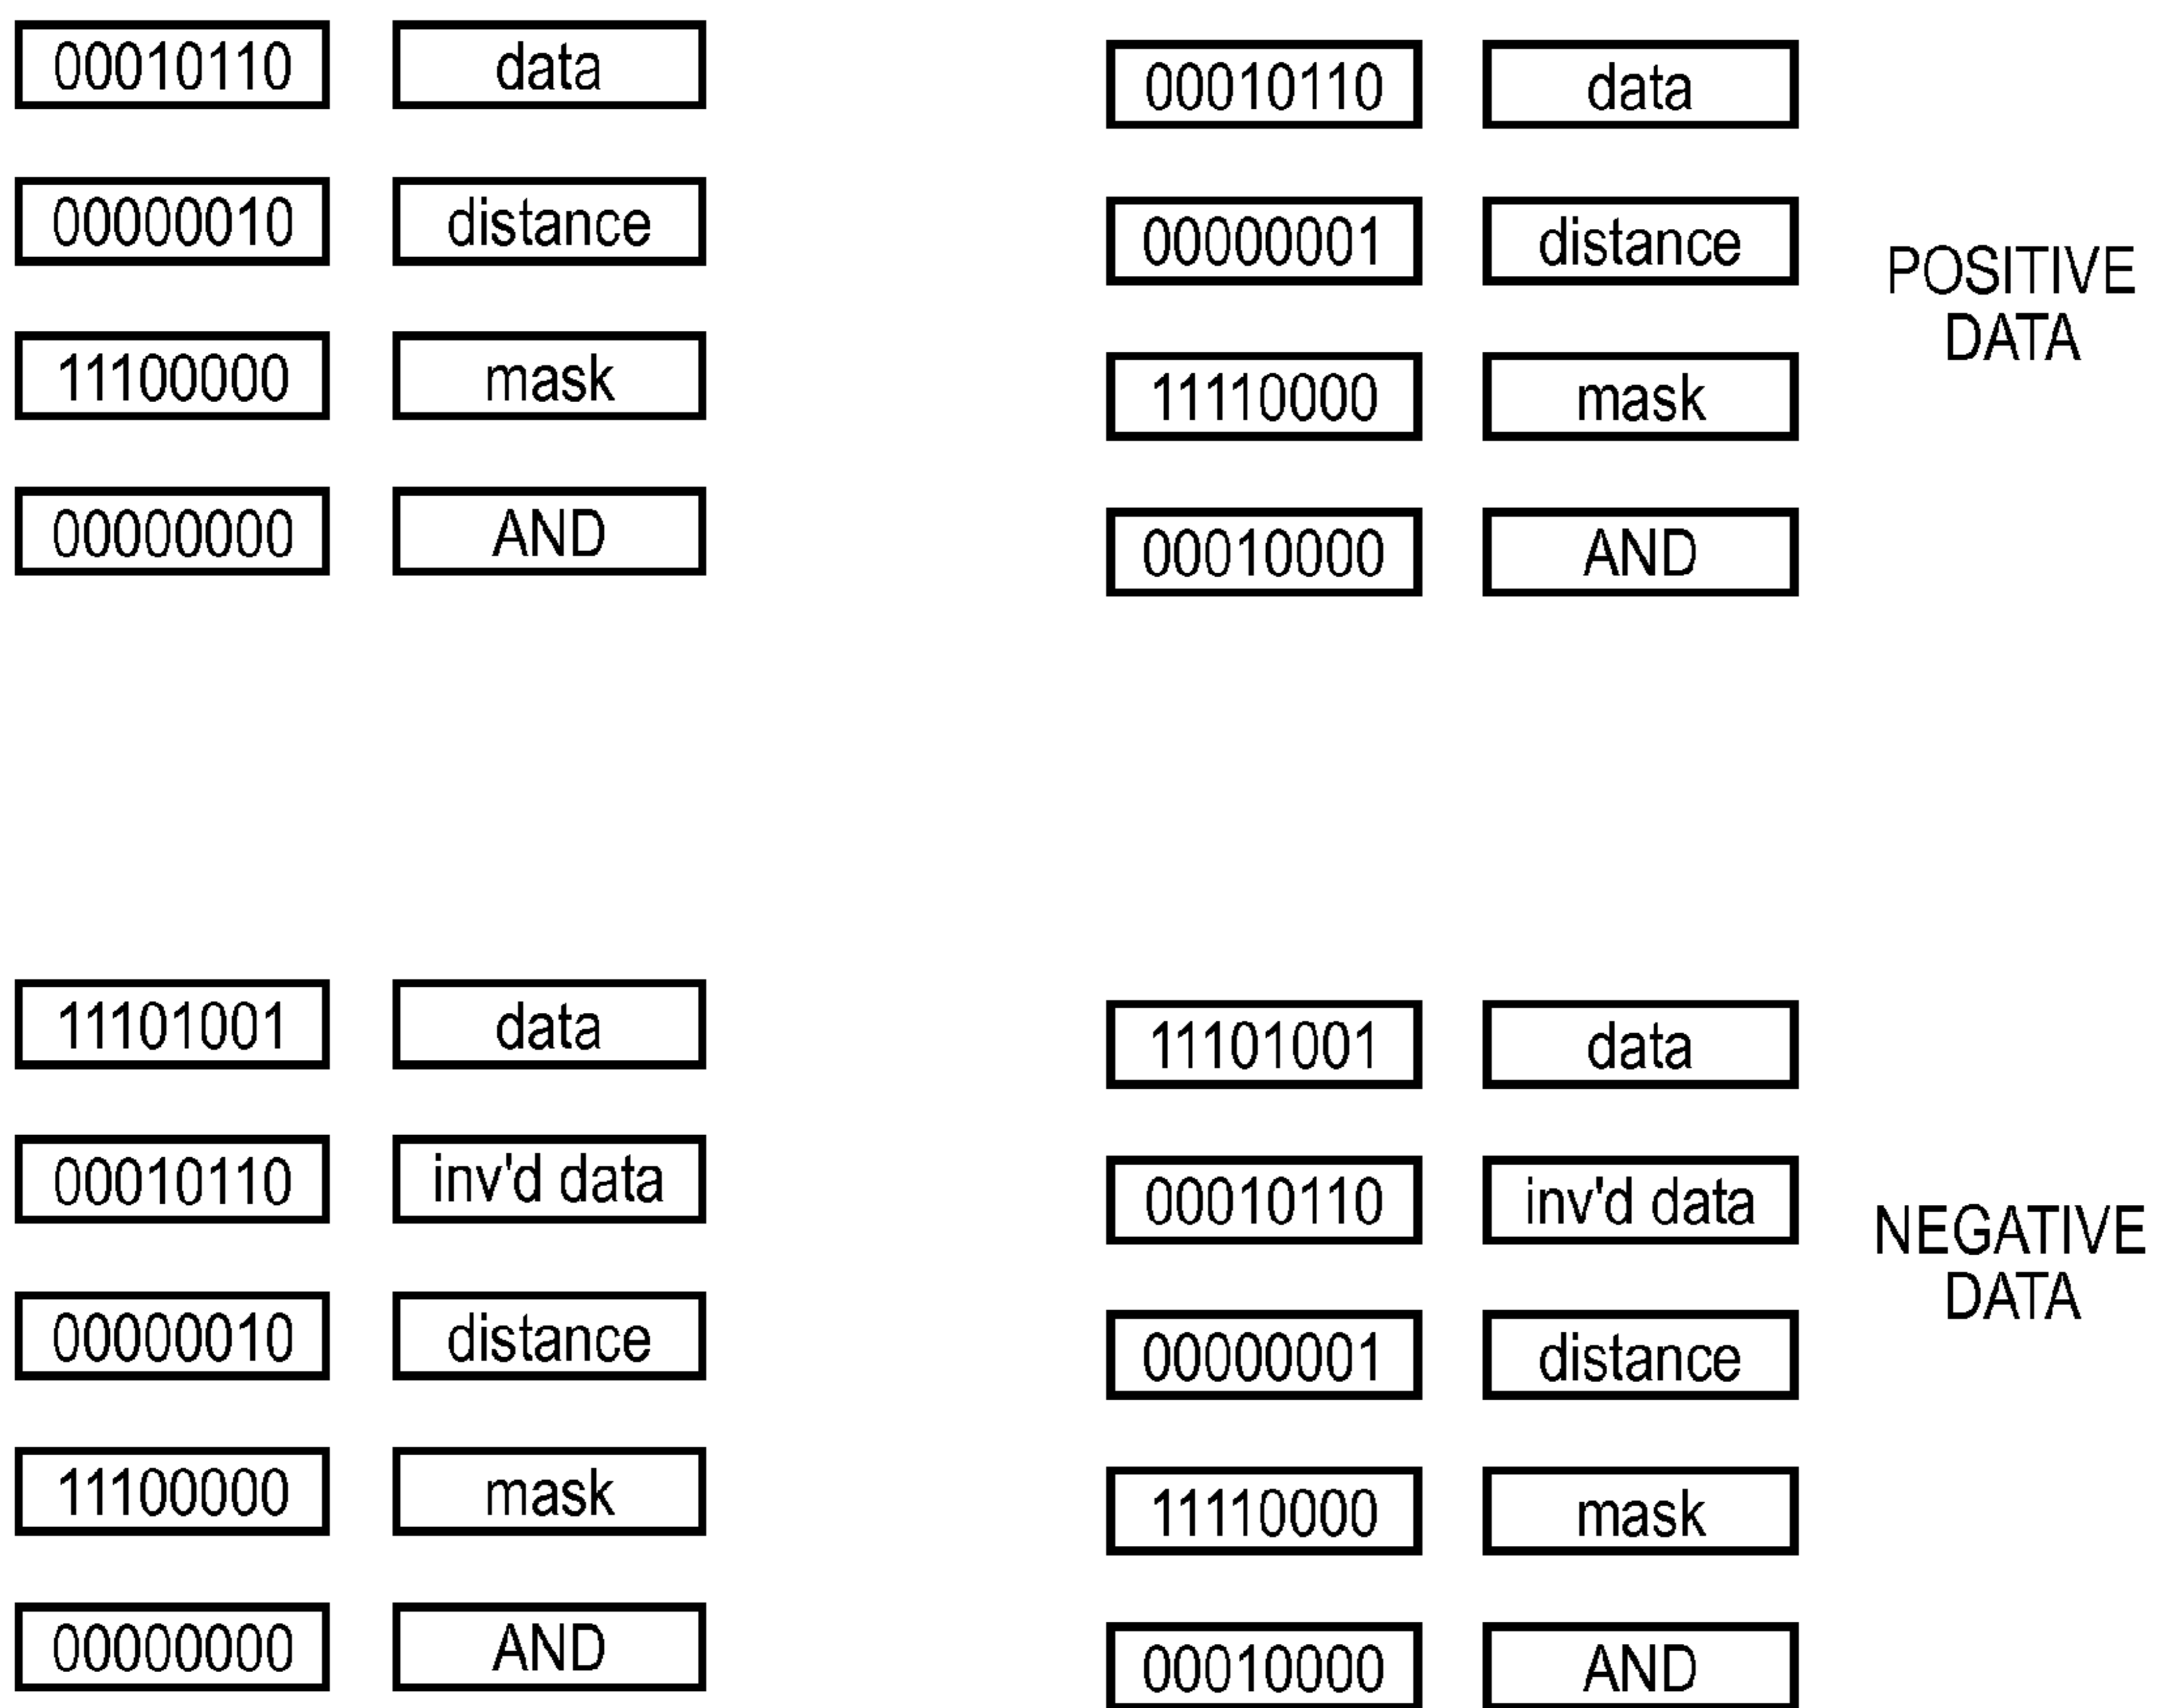 00010110 data
00000010 distance
11100000 mask
00000000 AND
00010110 data
00000001 distance
11110000 mask
00010000 AND
POSITIVE
DATA
11101001 data
00010110 inv'd data
00000010 distance
11100000 mask
00000000 AND
11101001 data
00010110 inv'd data
00000001 distance
11110000 mask
00010000 AND
NEGATIVE
DATA